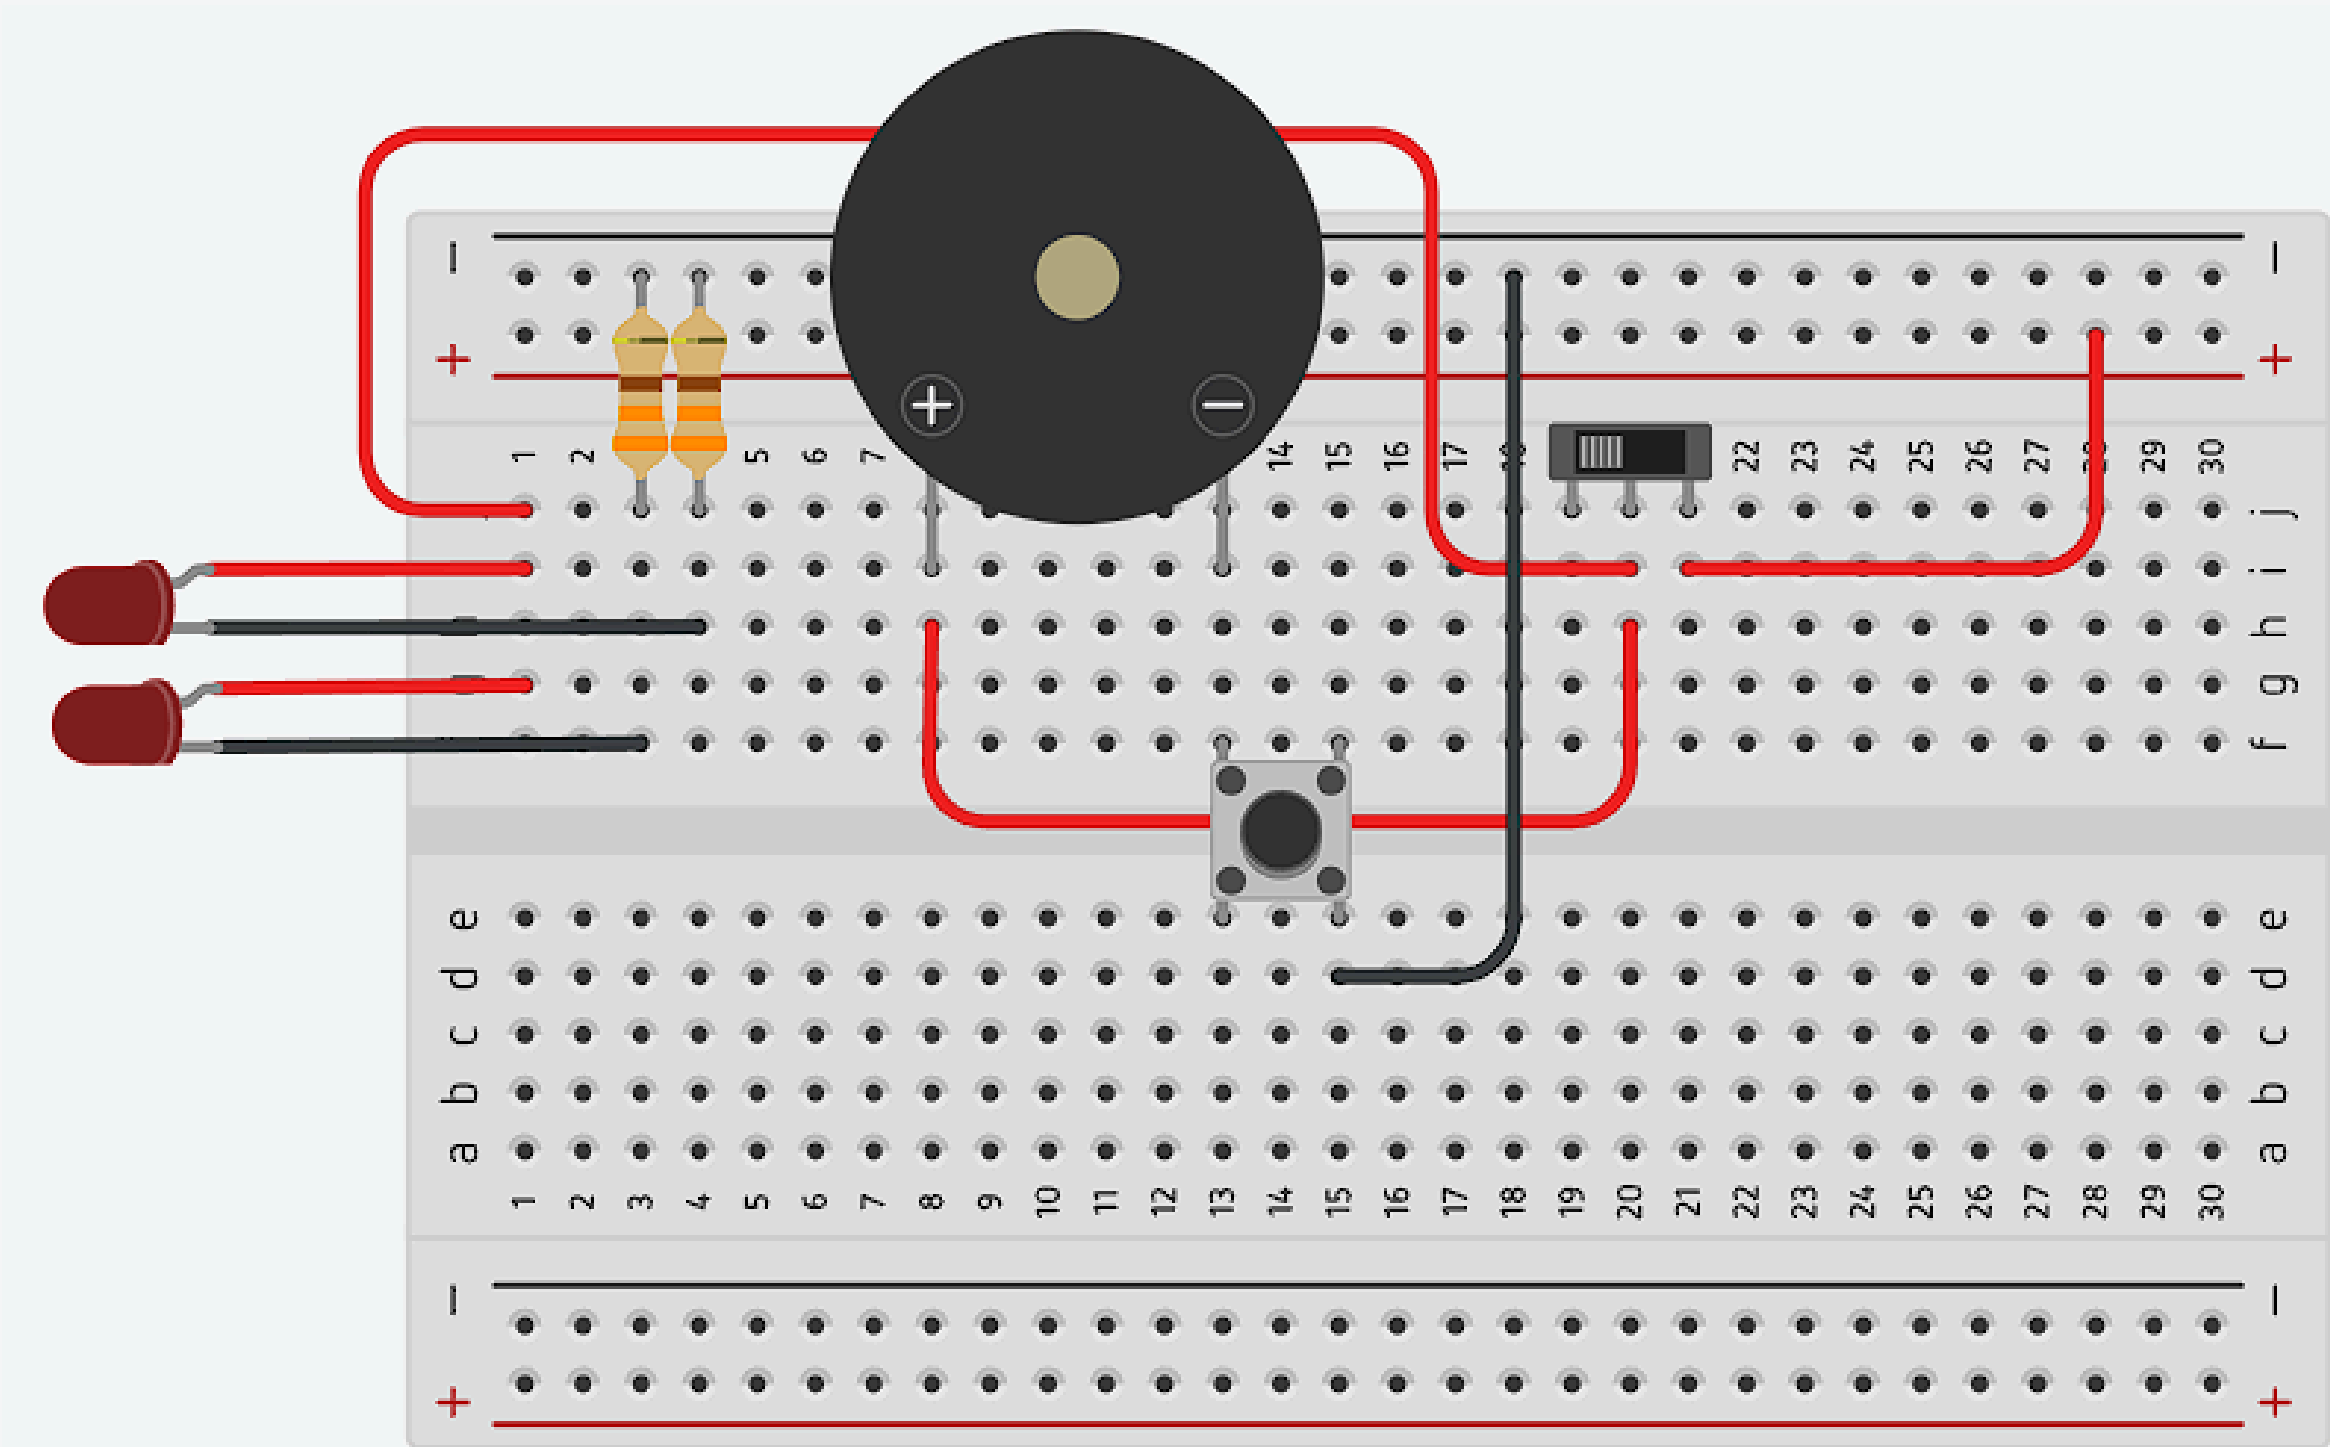 − −
+ +
+ −
1 2 5 6 7 14 15 16 17 18 22 23 24 25 26 27 28 29 30
j
i
h
g
f
e e
d d
c c
b b
a a
1 2 3 4 5 6 7 8 9 10 11 12 13 14 15 16 17 18 19 20 21 22 23 24 25 26 27 28 29 30
− −
+ +